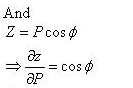 And
Z = P cos ϕ
⇒ ∂z/∂P = cos ϕ